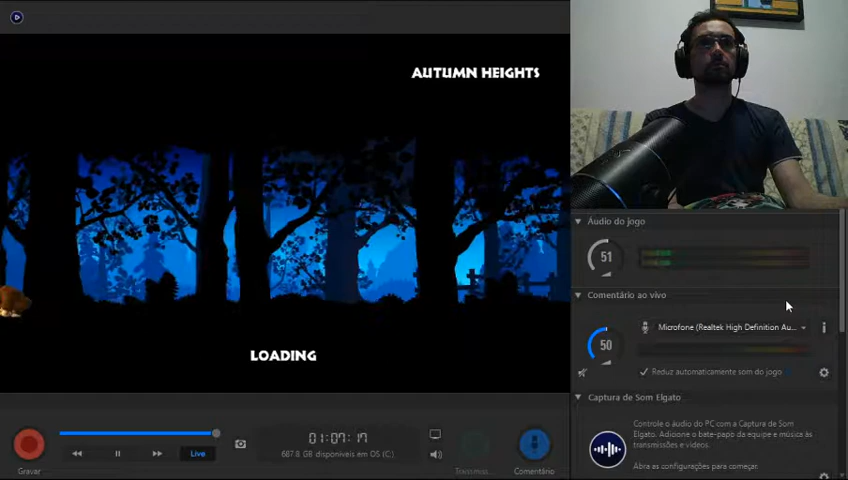 AUTUMN HEIGHTS
LOADING
Áudio do jogo
51
Comentário ao vivo
50
Microfone (Realtek High Definition Au...
Reduz automaticamente som do jogo
Captura de Som Elgato
Controle o áudio do PC com a Captura de Som
Elgato. Adicione o bate-papo da equipe e música às
transmissões e vídeos.
Abra as configurações para começar.
Live
01:07:17
687.8 GB disponíveis em OS (C)
Gravar
Transmis...
Comentário